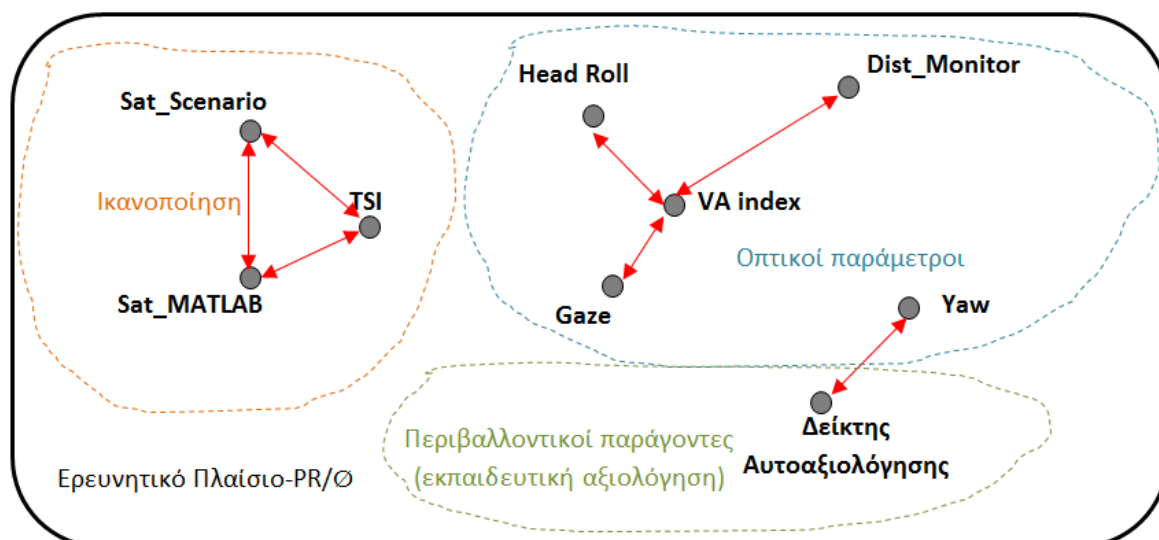 Sat_Scenario
Ικανοποίηση
TSI
Sat_MATLAB
Head Roll
Dist_Monitor
VA index
Οπτικοί παράμετροι
Gaze
Yaw
Δείκτης
Αυτοαξιολόγησης
Περιβαλλοντικοί παράγοντες
(εκπαιδευτική αξιολόγηση)
Ερευνητικό Πλαίσιο-PR/Ø